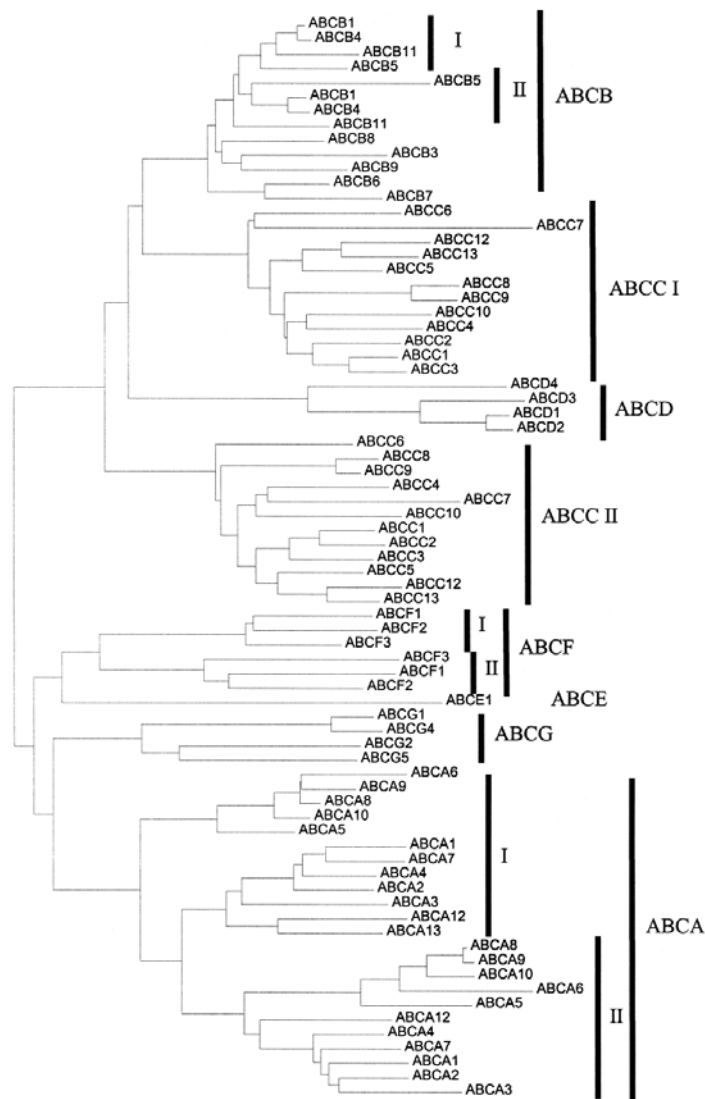 ABCB1
ABCB4
ABCB11
ABCB5
I
ABCB5
ABCB1
ABCB4
ABCB11
II
ABCB8
ABCB3
ABCB9
ABCB6
ABCB7
ABCB
ABCC6
ABCC7
ABCC12
ABCC13
ABCC5
ABCC8
ABCC9
ABCC10
ABCC4
ABCC2
ABCC1
ABCC3
ABCC I
ABCD4
ABCD3
ABCD1
ABCD2
ABCD
ABCC6
ABCC8
ABCC9
ABCC4
ABCC7
ABCC10
ABCC1
ABCC2
ABCC3
ABCC5
ABCC12
ABCC13
ABCC II
ABCF1
ABCF2
ABCF3
I
ABCF3
ABCF1
ABCF2
II
ABCF
ABCE1
ABCE
ABCG1
ABCG4
ABCG2
ABCG5
ABCG
ABCA6
ABCA9
ABCA8
ABCA10
ABCA5
ABCA1
ABCA7
ABCA4
ABCA2
ABCA3
ABCA12
ABCA13
I
ABCA8
ABCA9
ABCA10
ABCA6
ABCA5
ABCA12
ABCA4
ABCA7
ABCA1
ABCA2
ABCA3
II
ABCA